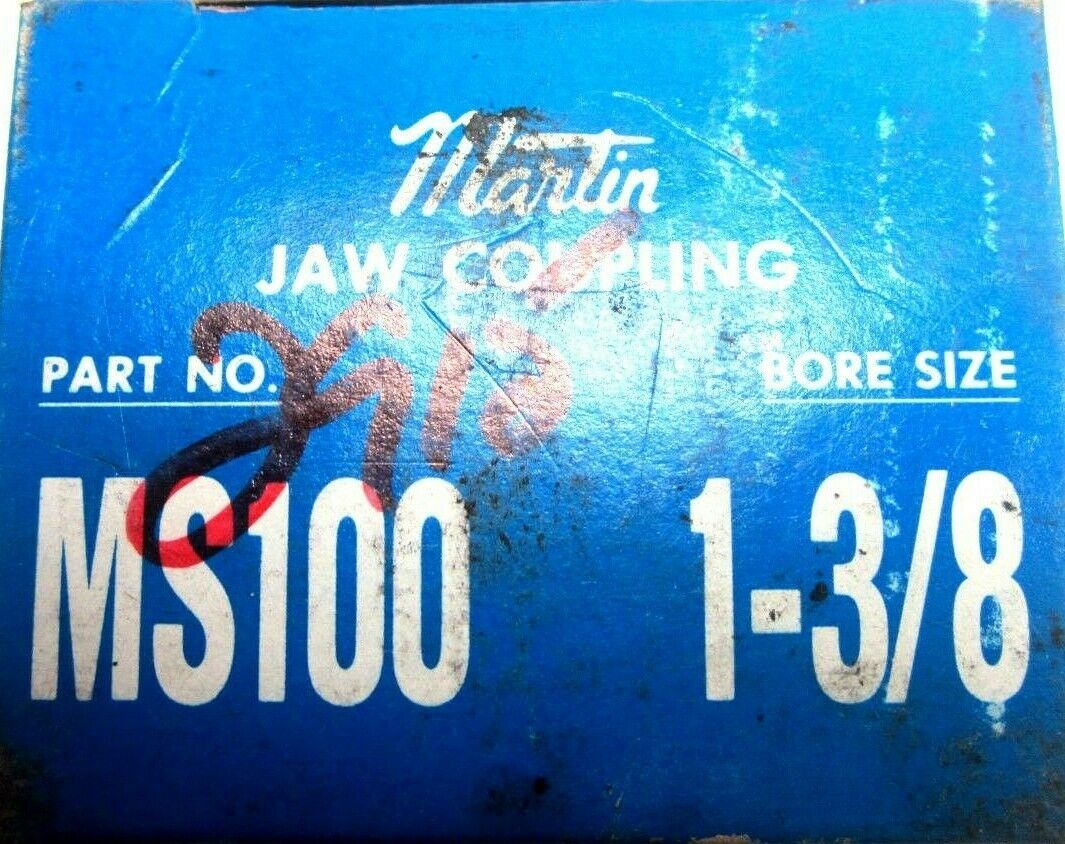 Martin
JAW COUPLING
PART NO. BORE SIZE
MS100 1-3/8